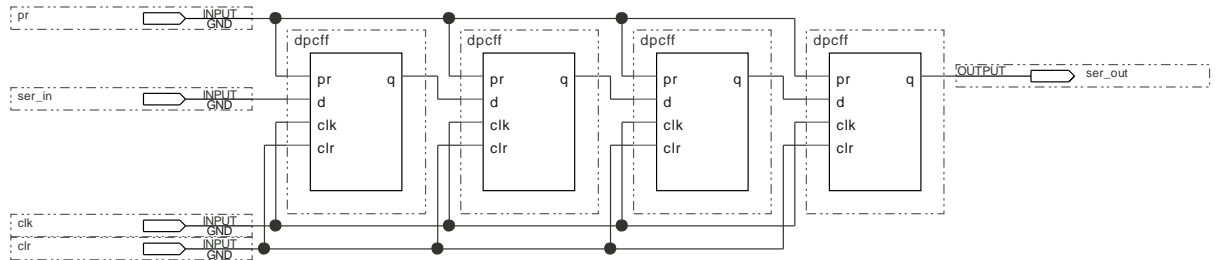 pr INPUT
GND
dpcff dpcff dpcff dpcff
pr q pr q pr q pr q
OUTPUT ser_out
ser_in INPUT
GND
d d d d
clk clk clk clk
clr clr clr clr
clk INPUT
GND
clr INPUT
GND